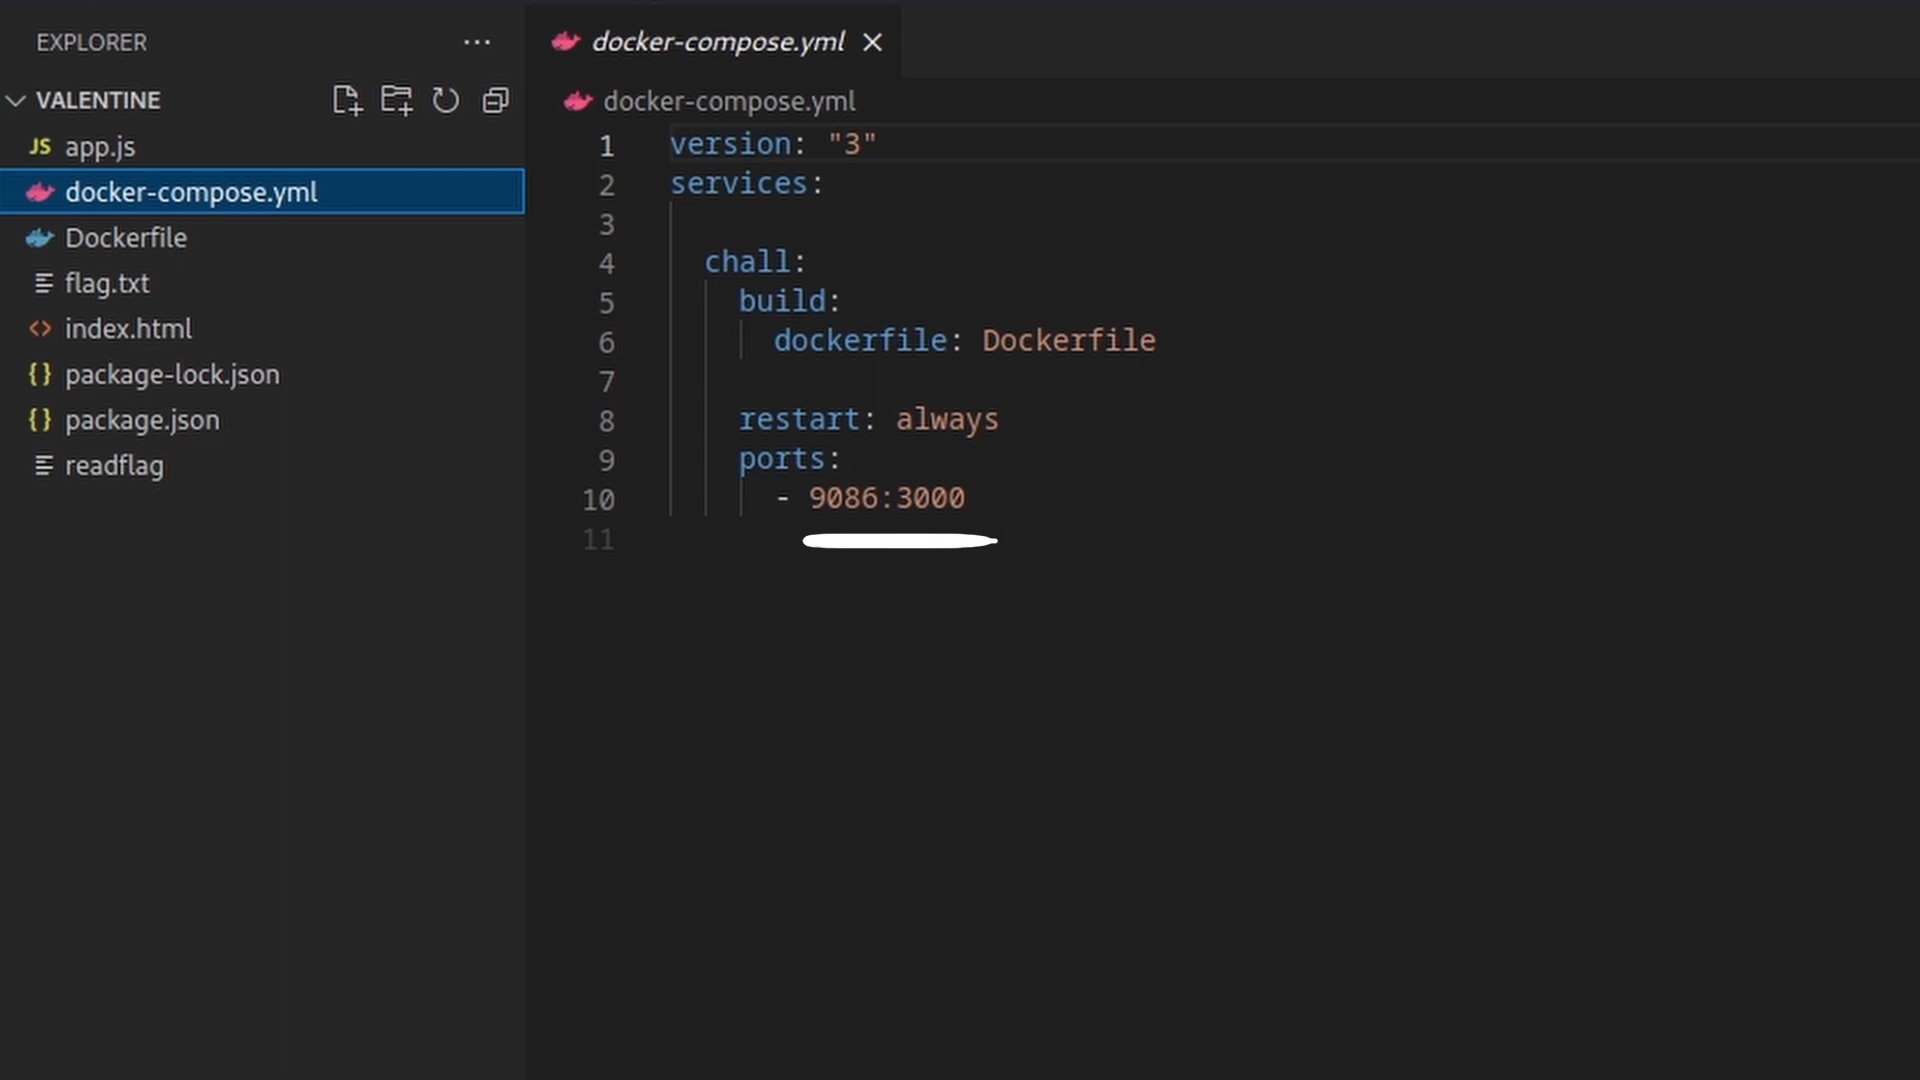 EXPLORER ···
VALENTINE
JS app.js
docker-compose.yml
Dockerfile
flag.txt
<> index.html
{} package-lock.json
{} package.json
readflag
docker-compose.yml
docker-compose.yml
1 version: "3"
2 services:
3
4 chall:
5 build:
6 dockerfile: Dockerfile
7
8 restart: always
9 ports:
10 - 9086:3000
11